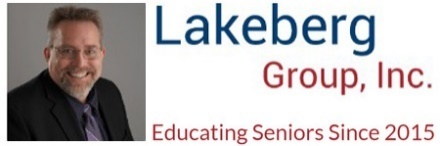 Lakeberg
Group, Inc.
Educating Seniors Since 2015